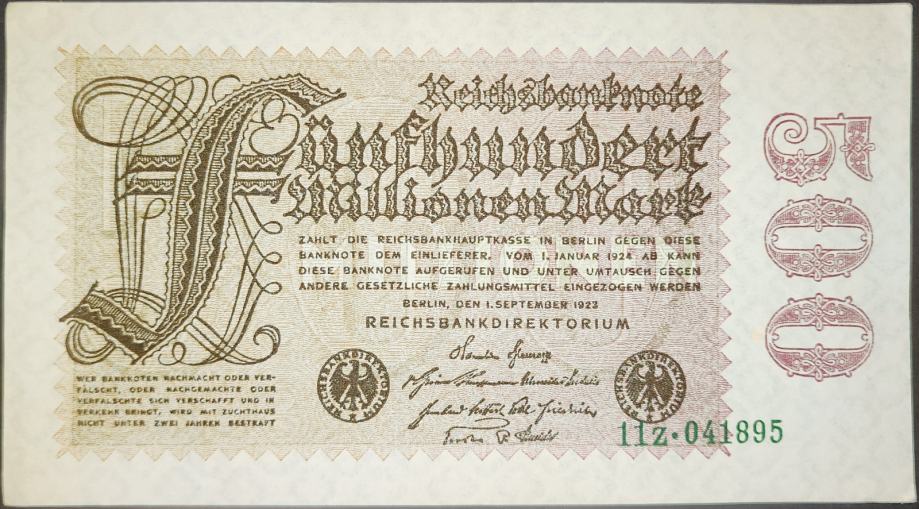 Reichsbanknote
Fünfhundert
Millionen Mark
ZAHLT DIE REICHSBANKHAUPTKASSE IN BERLIN GEGEN DIESE
BANKNOTE DEM EINLIEFERER. VOM 1. JANUAR 1924 AB KANN
DIESE BANKNOTE AUFGERUFEN UND UNTER UMTAUSCH GEGEN
ANDERE GESETZLICHE ZAHLUNGSMITTEL EINGEZOGEN WERDEN
BERLIN, DEN 1. SEPTEMBER 1923
REICHSBANKDIREKTORIUM
WER BANKNOTEN NACHMACHT ODER VER-
FÄLSCHT, ODER NACHGEMACHTE ODER
VERFÄLSCHTE SICH VERSCHAFFT UND IN
VERKEHR BRINGT, WIRD MIT ZUCHTHAUS
NICHT UNTER ZWEI JAHREN BESTRAFT
REICHSBANKDIREKTORIUM
REICHSBANKDIREKTORIUM
11Z·041895
500